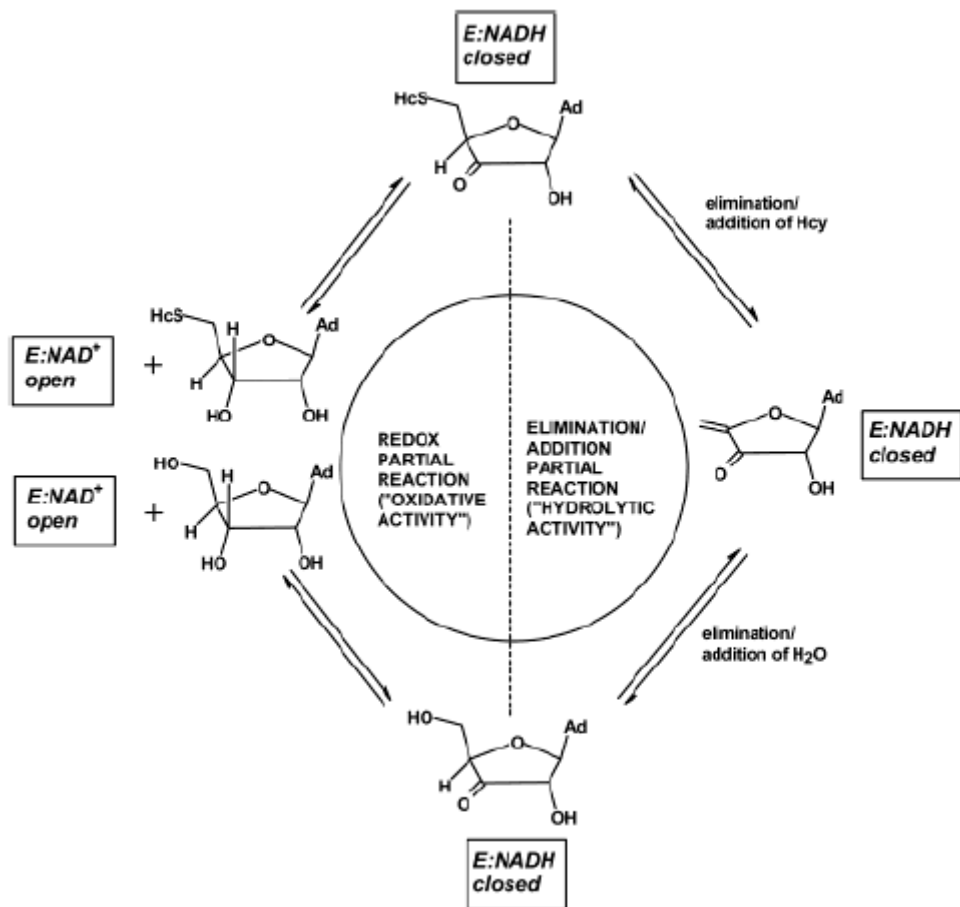 E:NADH
closed
HcS
Ad
O
H
O
OH
elimination/
addition of Hcy
HcS
H
Ad
O
H
HO
OH
E:NAD⁺
open
+
Ad
O
O
OH
E:NADH
closed
REDOX
PARTIAL
REACTION
("OXIDATIVE
ACTIVITY")
ELIMINATION/
ADDITION
PARTIAL
REACTION
("HYDROLYTIC
ACTIVITY")
HO
H
Ad
O
H
HO
OH
E:NAD⁺
open
+
elimination/
addition of H₂O
HO
Ad
O
H
O
OH
E:NADH
closed